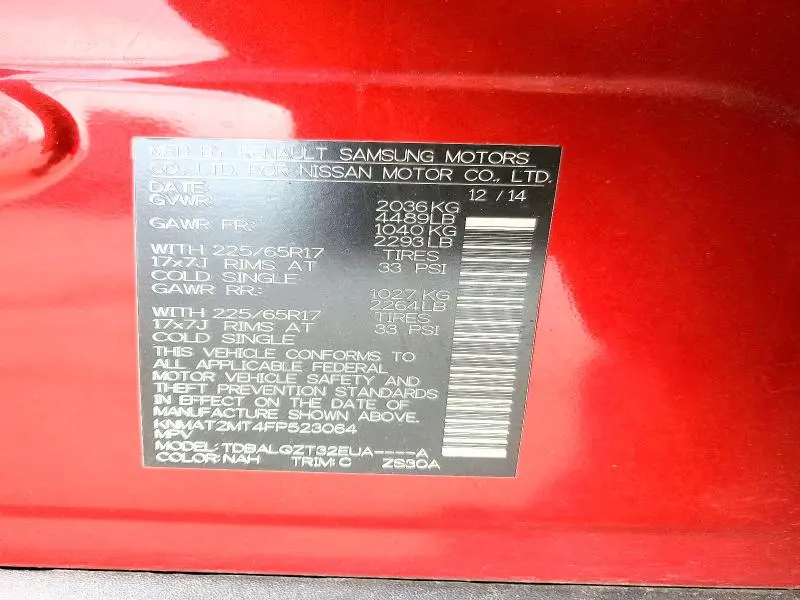 MFD BY RENAULT SAMSUNG MOTORS
CO., LTD. FOR NISSAN MOTOR CO., LTD.
DATE: 12 / 14
GVWR: 2036 KG
4489 LB
GAWR FR.: 1040 KG
2293 LB
WITH 225/65R17 TIRES
17x7J RIMS AT 33 PSI
COLD SINGLE
GAWR RR.: 1027 KG
2264 LB
WITH 225/65R17 TIRES
17x7J RIMS AT 33 PSI
COLD SINGLE
THIS VEHICLE CONFORMS TO
ALL APPLICABLE FEDERAL
MOTOR VEHICLE SAFETY AND
THEFT PREVENTION STANDARDS
IN EFFECT ON THE DATE OF
MANUFACTURE SHOWN ABOVE.
KNMAT2MT4FP523064
MPV
MODEL: TDBALQZT32EUA----A
COLOR: NAH TRIM: C ZS30A